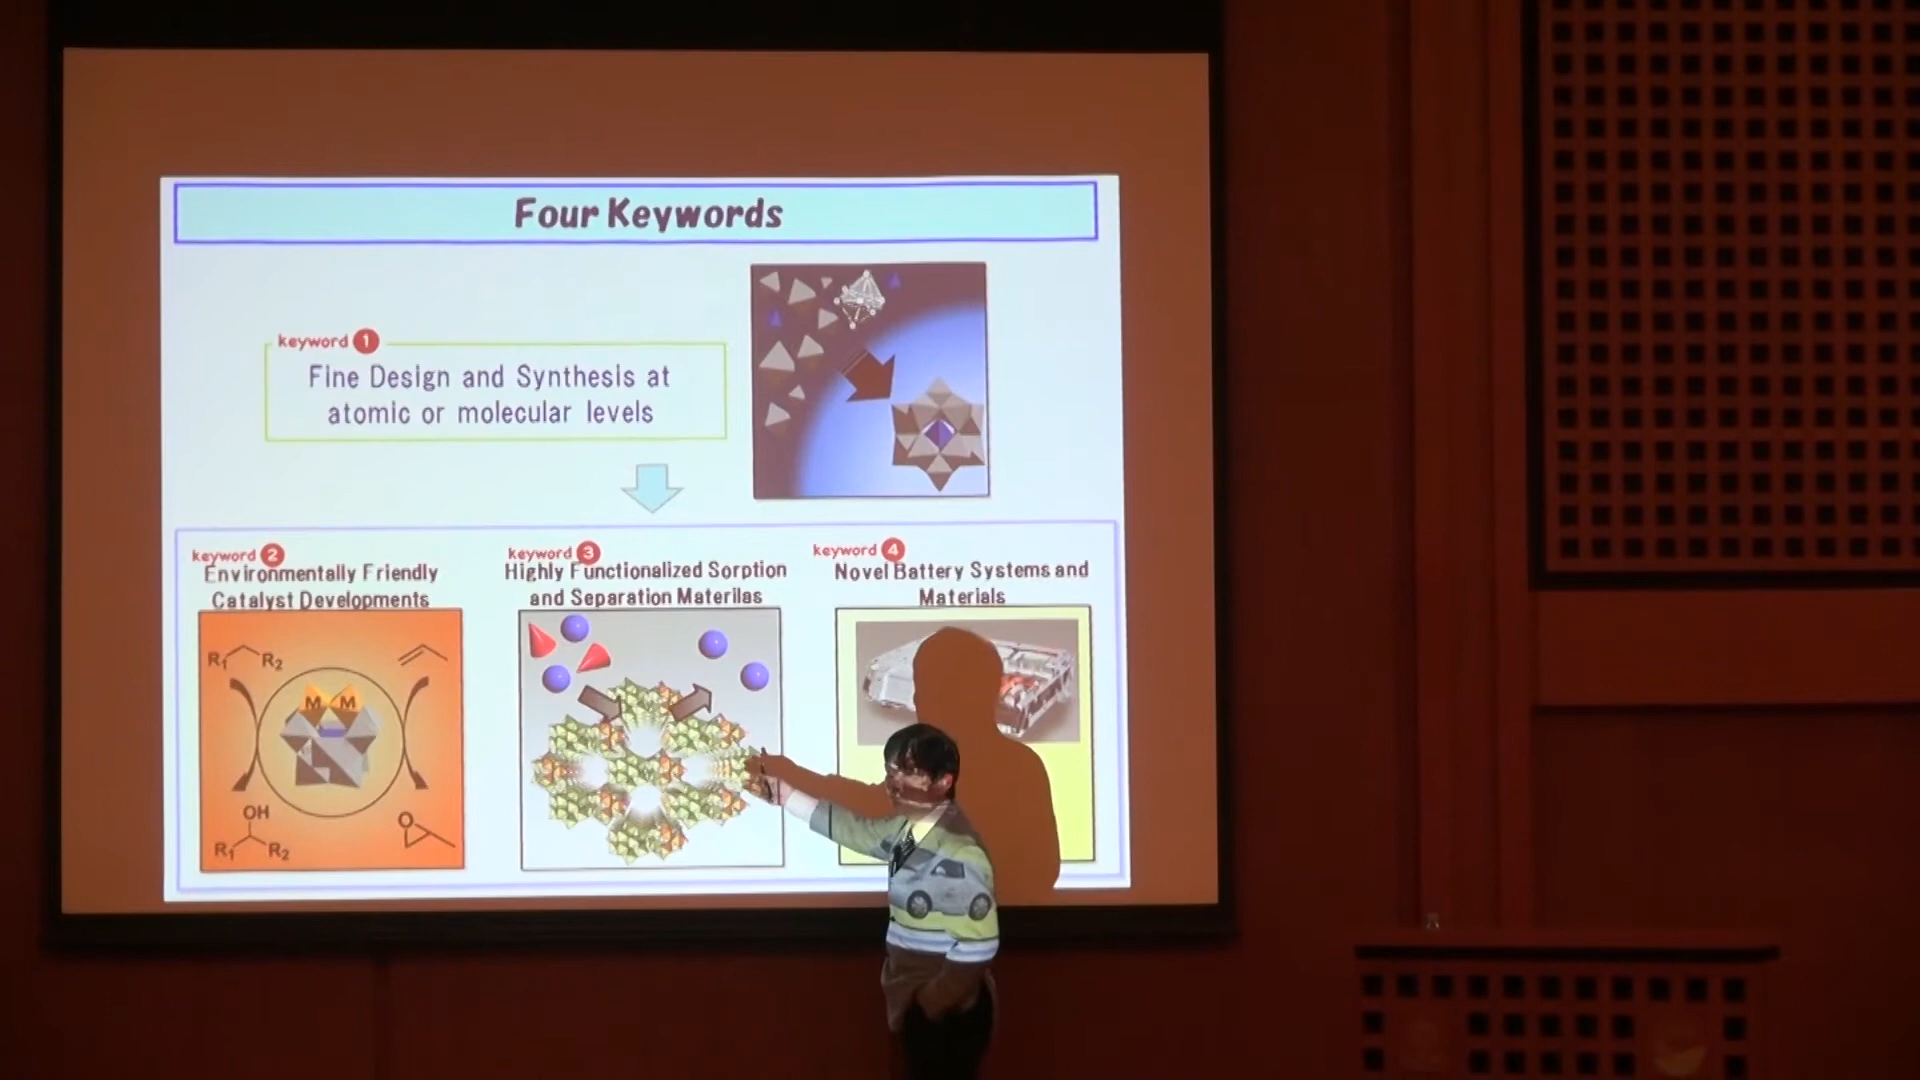 Four Keywords
keyword 1
Fine Design and Synthesis at
atomic or molecular levels
keyword 2
Environmentally Friendly
Catalyst Developments
keyword 3
Highly Functionalized Sorption
and Separation Materilas
keyword 4
Novel Battery Systems and
Materials
R1 R2
M M
OH
R1 R2
O